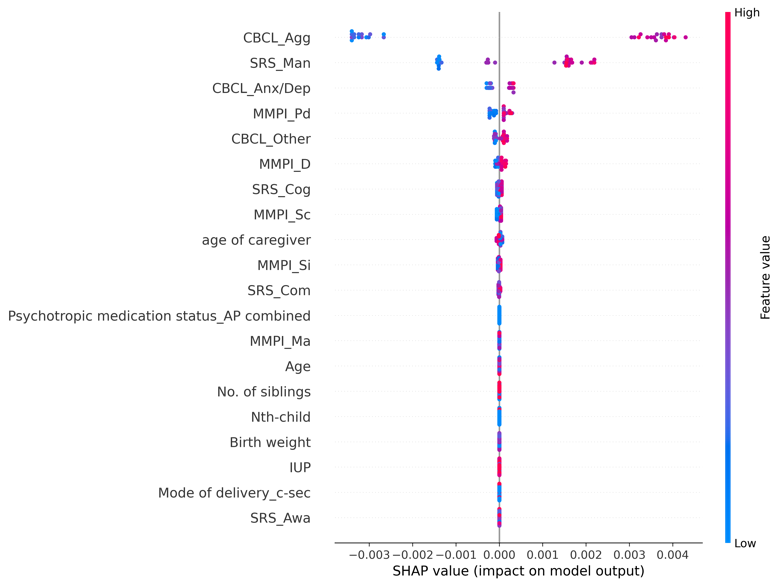 High
CBCL_Agg
SRS_Man
CBCL_Anx/Dep
MMPI_Pd
CBCL_Other
MMPI_D
SRS_Cog
MMPI_Sc
age of caregiver
MMPI_Si
SRS_Com
Psychotropic medication status_AP combined
MMPI_Ma
Age
No. of siblings
Nth-child
Birth weight
IUP
Mode of delivery_c-sec
SRS_Awa
Feature value
Low
−0.003 −0.002 −0.001 0.000 0.001 0.002 0.003 0.004
SHAP value (impact on model output)